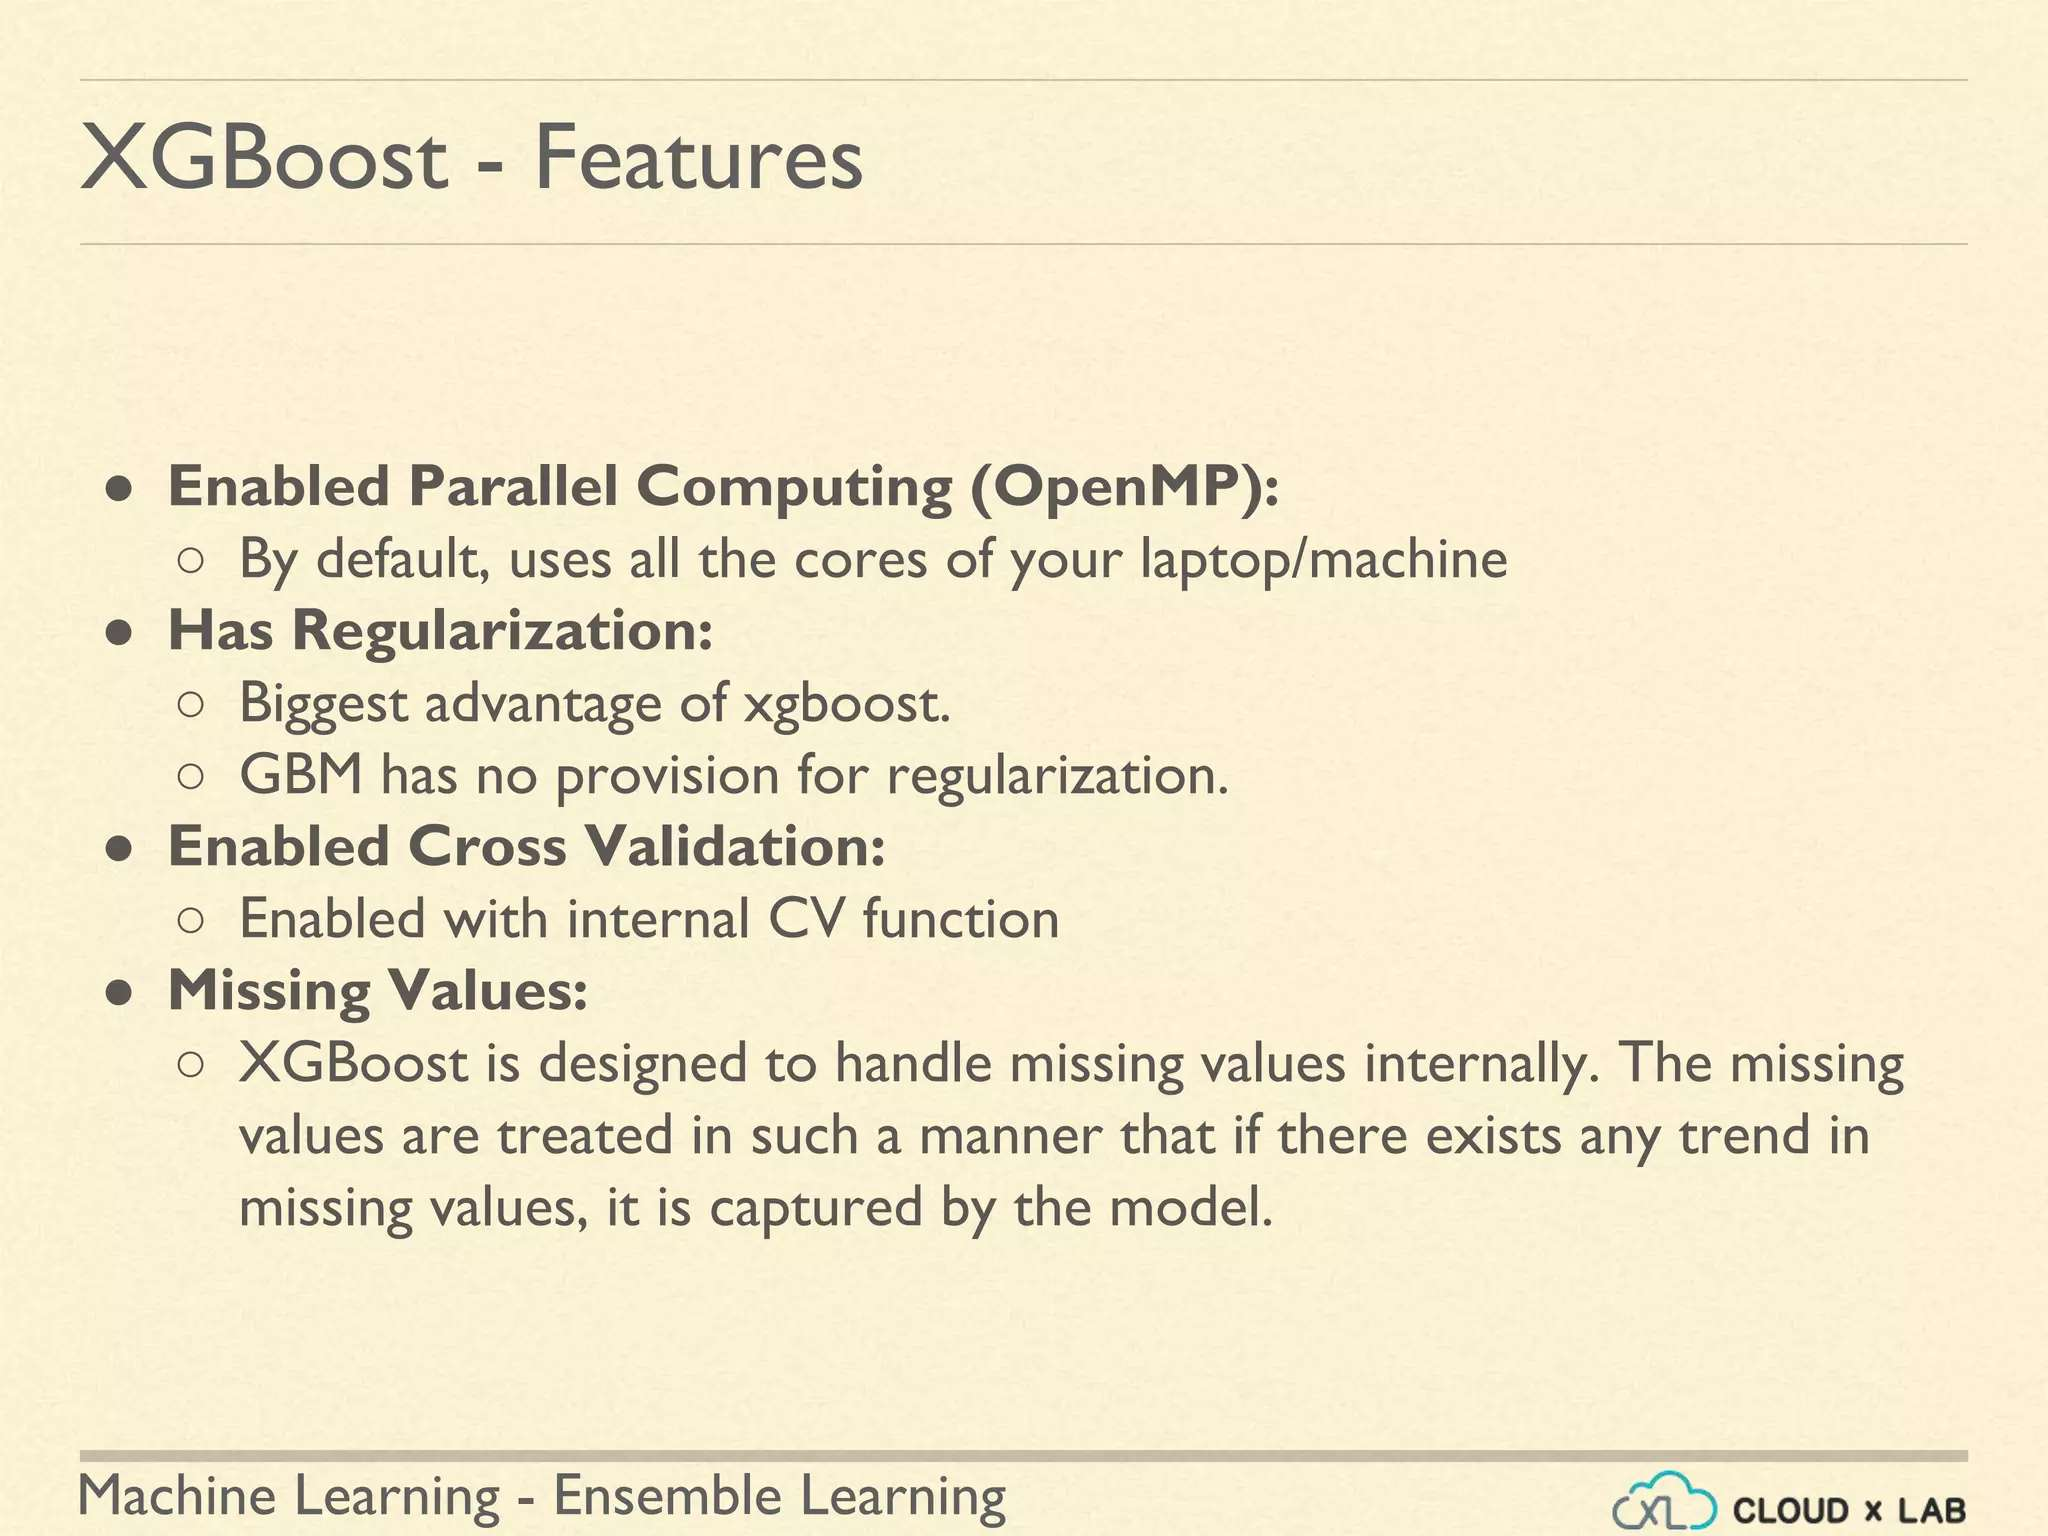 XGBoost - Features
● Enabled Parallel Computing (OpenMP):
○ By default, uses all the cores of your laptop/machine
● Has Regularization:
○ Biggest advantage of xgboost.
○ GBM has no provision for regularization.
● Enabled Cross Validation:
○ Enabled with internal CV function
● Missing Values:
○ XGBoost is designed to handle missing values internally. The missing
values are treated in such a manner that if there exists any trend in
missing values, it is captured by the model.
Machine Learning - Ensemble Learning
CXL CLOUD x LAB